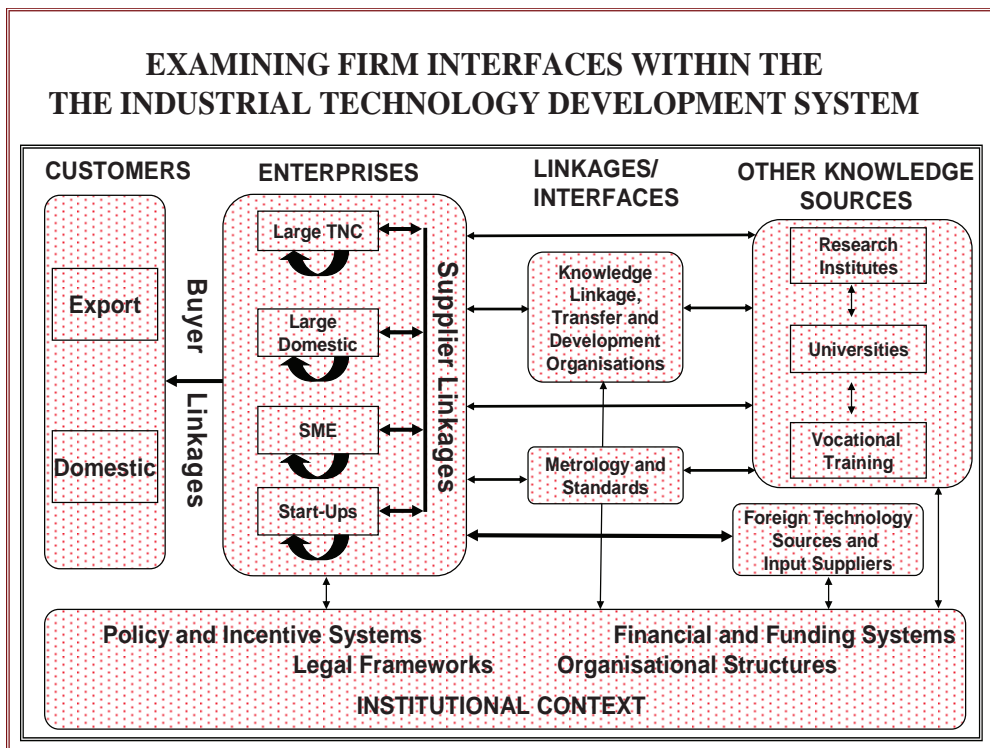 EXAMINING FIRM INTERFACES WITHIN THE
THE INDUSTRIAL TECHNOLOGY DEVELOPMENT SYSTEM
CUSTOMERS
Export
Domestic
Buyer Linkages
ENTERPRISES
Large TNC
Large
Domestic
SME
Start-Ups
Supplier Linkages
LINKAGES/
INTERFACES
Knowledge
Linkage,
Transfer and
Development
Organisations
Metrology and
Standards
OTHER KNOWLEDGE
SOURCES
Research
Institutes
Universities
Vocational
Training
Foreign Technology
Sources and
Input Suppliers
Policy and Incentive Systems
Financial and Funding Systems
Legal Frameworks
Organisational Structures
INSTITUTIONAL CONTEXT